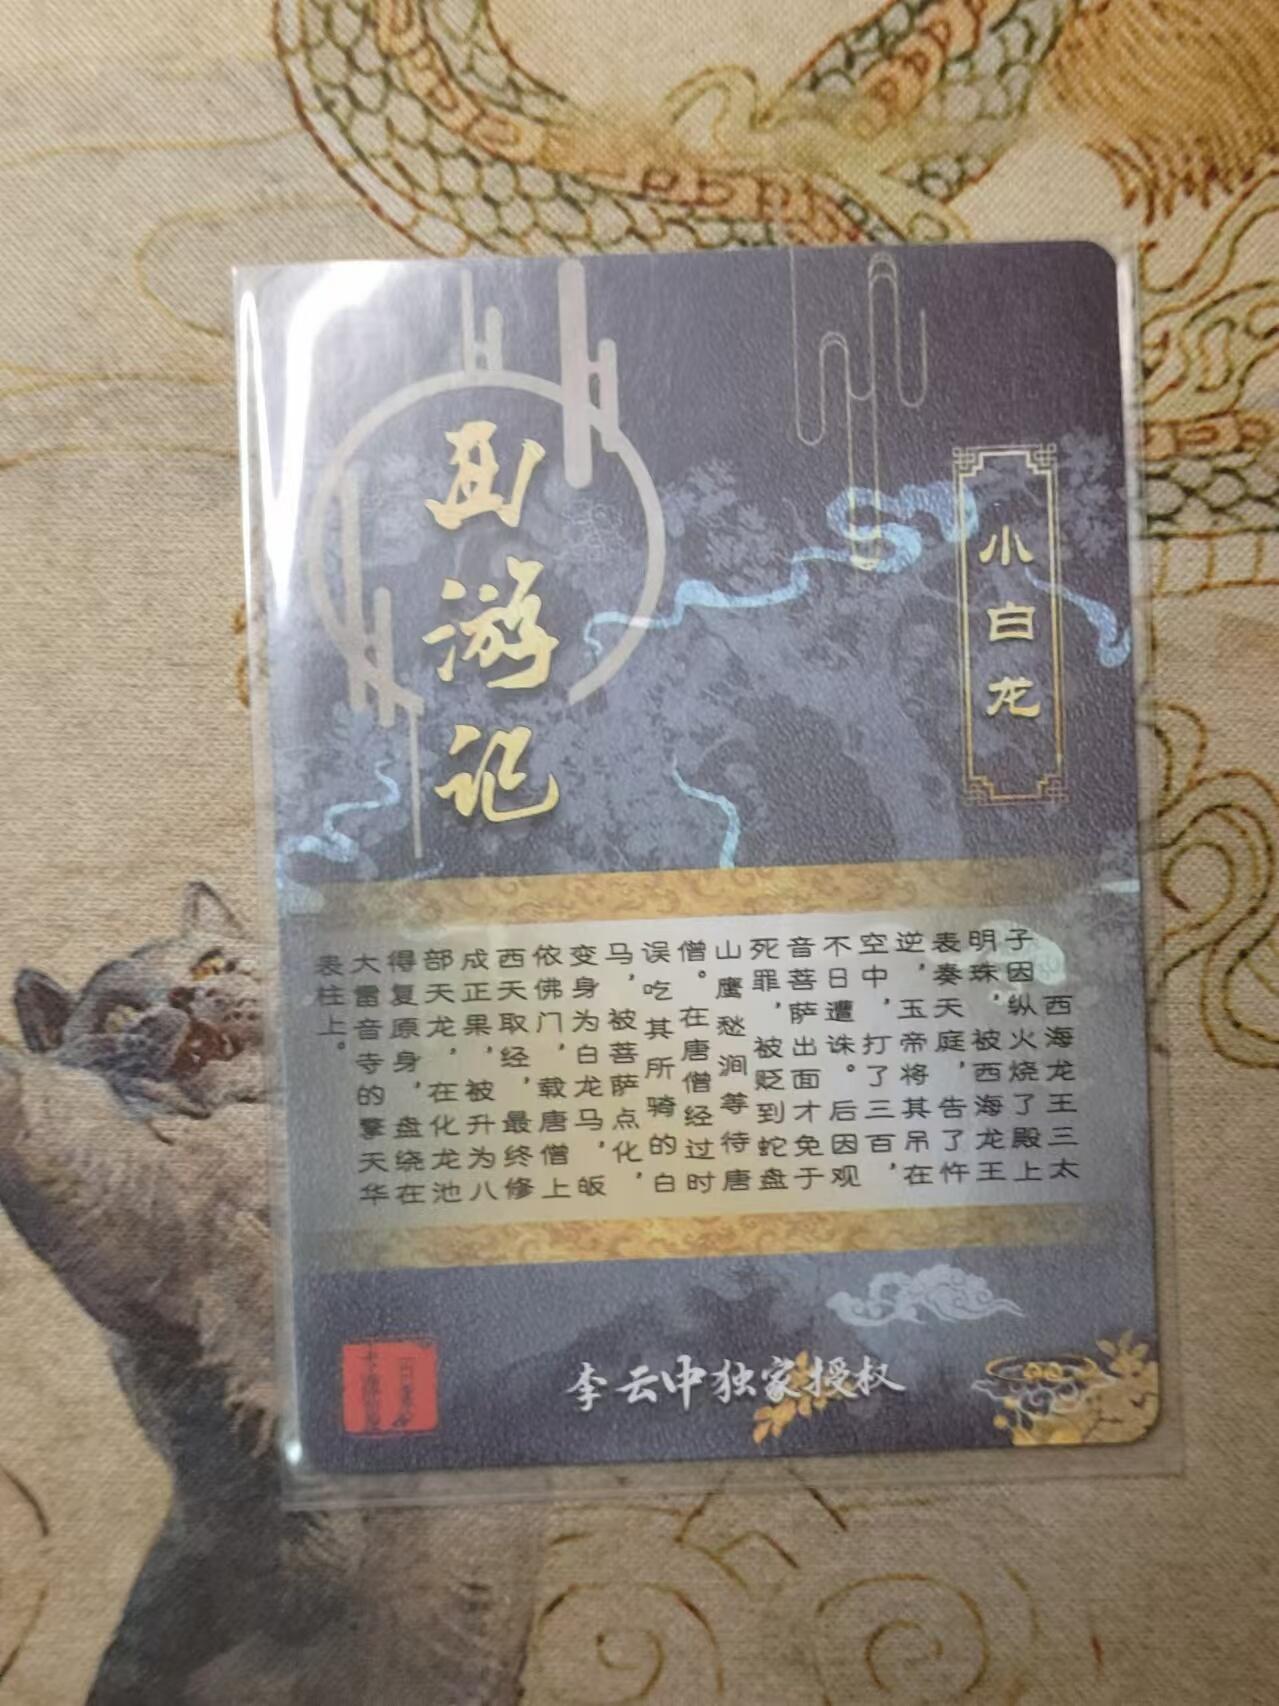 西游记
小白龙
西海龙王三太
子因纵火烧了殿上
明珠，被西海龙王
表奏天庭，告了忤
逆，玉帝将其吊在
空中，打了三百，
不日遭诛。后因观
音菩萨出面才免于
死罪，被贬到蛇盘
山鹰愁涧等待唐
僧。在唐僧经过时
误吃其所骑的白
马，被菩萨点化，
变身为白龙马，皈
依佛门，载唐僧上
西天取经，最终修
成正果，被升为八
部天龙，在化龙池
得复原身，盘绕在
大雷音寺的擎天华
表柱上。
李云中独家授权